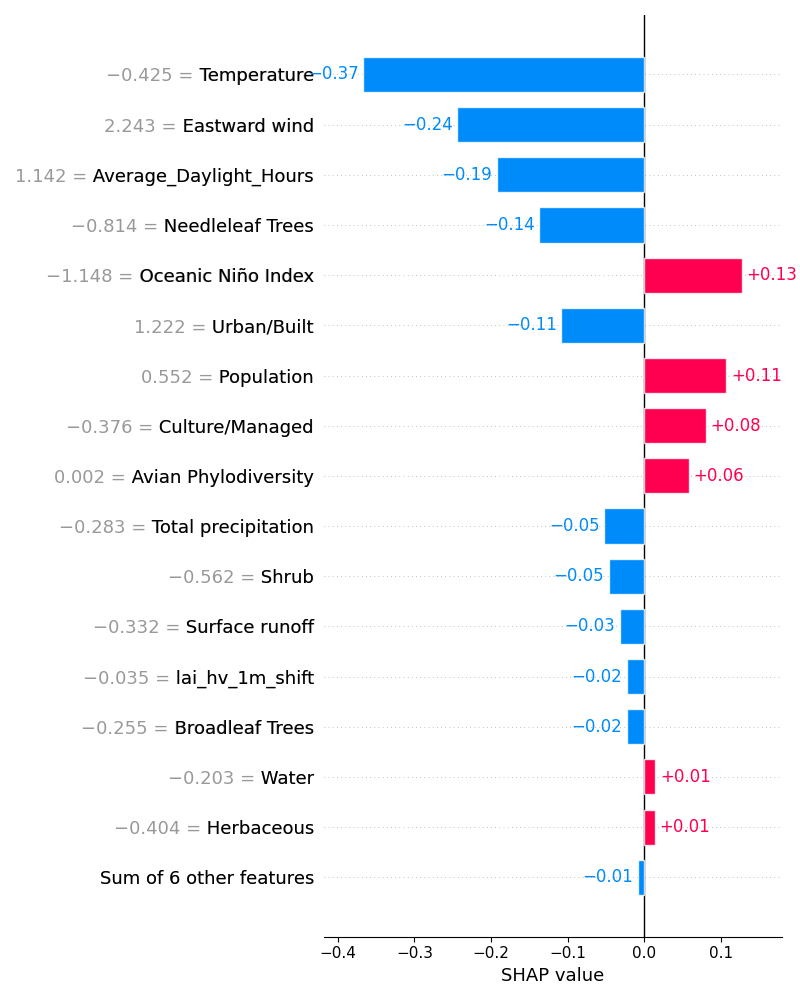 −0.425 = Temperature −0.37
2.243 = Eastward wind −0.24
1.142 = Average_Daylight_Hours −0.19
−0.814 = Needleleaf Trees −0.14
−1.148 = Oceanic Niño Index +0.13
1.222 = Urban/Built −0.11
0.552 = Population +0.11
−0.376 = Culture/Managed +0.08
0.002 = Avian Phylodiversity +0.06
−0.283 = Total precipitation −0.05
−0.562 = Shrub −0.05
−0.332 = Surface runoff −0.03
−0.035 = lai_hv_1m_shift −0.02
−0.255 = Broadleaf Trees −0.02
−0.203 = Water +0.01
−0.404 = Herbaceous +0.01
Sum of 6 other features −0.01
−0.4 −0.3 −0.2 −0.1 0.0 0.1
SHAP value